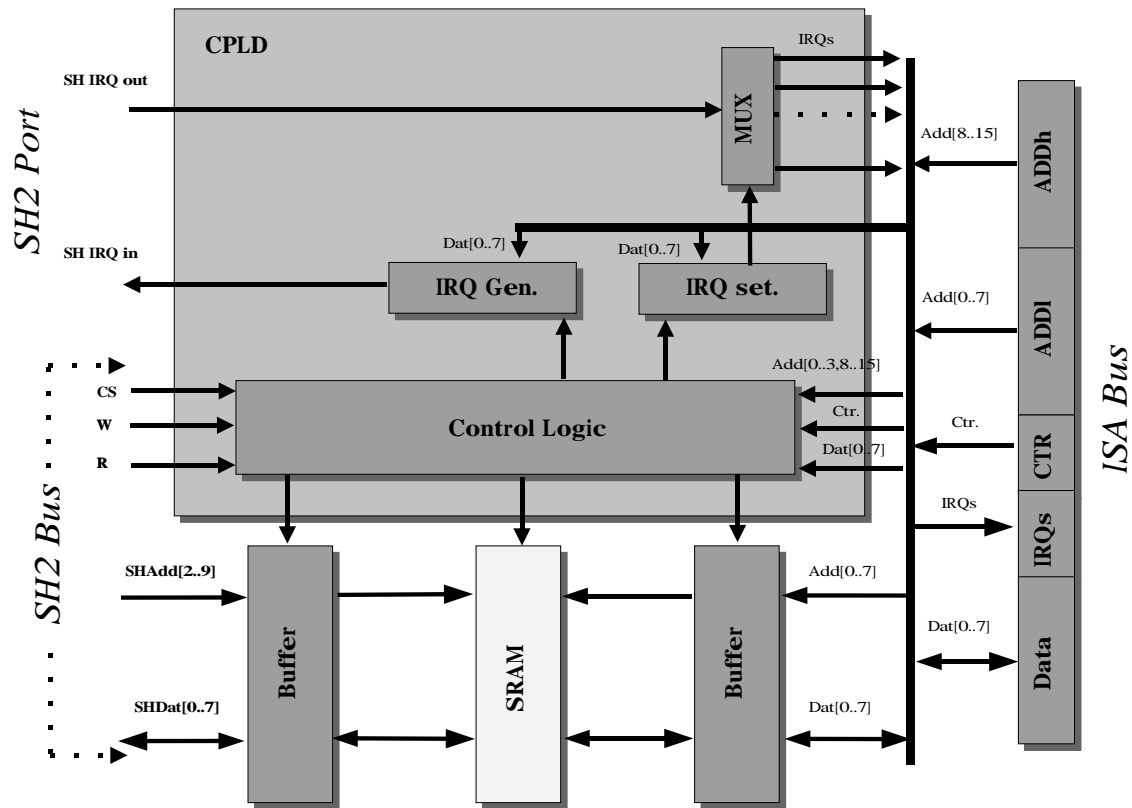 CPLD
IRQs
SH IRQ out
MUX
Add[8..15]
ADDh
SH2 Port
Dat[0..7]
Dat[0..7]
SH IRQ in
IRQ Gen.
IRQ set.
Add[0..7]
ADDl
ISA Bus
Add[0..3,8..15]
CS
Control Logic
Ctr.
Ctr.
CTR
W
Dat[0..7]
R
IRQs
IRQs
SH2 Bus
SHAdd[2..9]
Add[0..7]
Buffer
SRAM
Buffer
Dat[0..7]
Data
SHDat[0..7]
Dat[0..7]